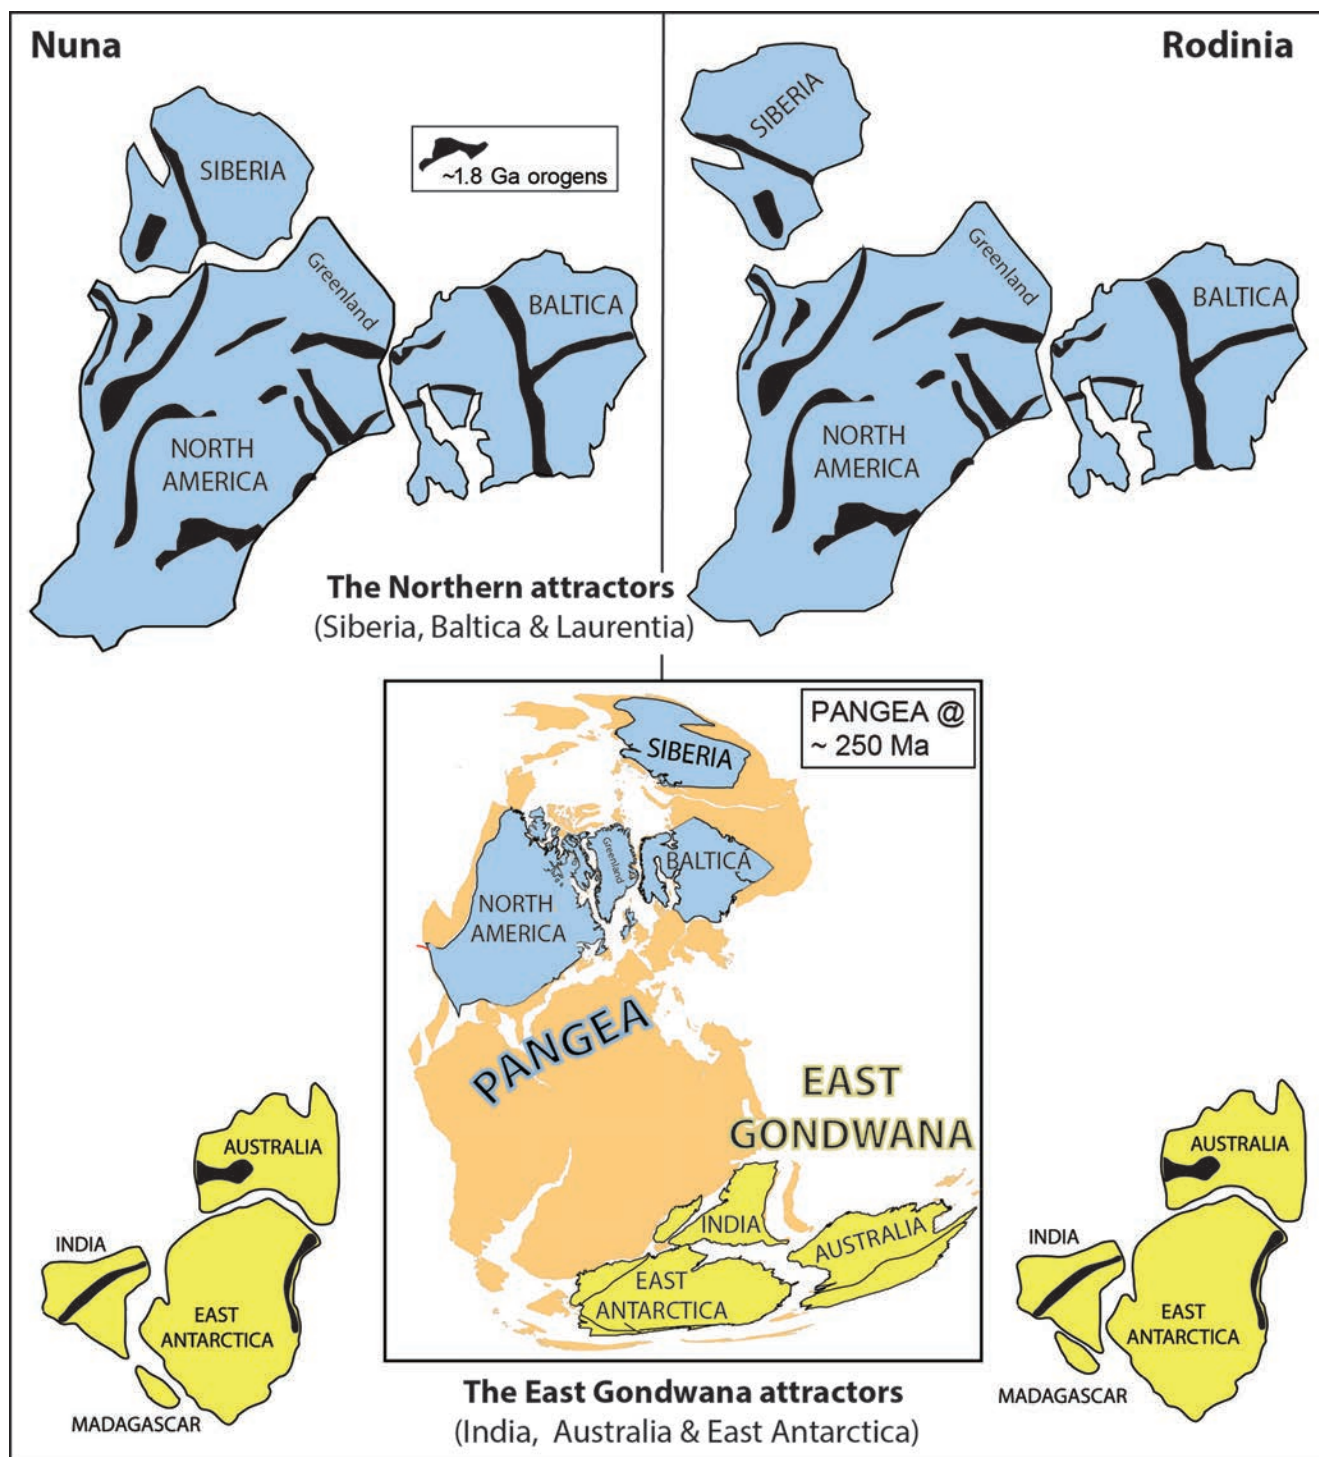 Nuna
Rodinia
SIBERIA
~1.8 Ga orogens
Greenland
BALTICA
NORTH
AMERICA
SIBERIA
Greenland
BALTICA
NORTH
AMERICA
The Northern attractors
(Siberia, Baltica & Laurentia)
PANGEA @
~ 250 Ma
SIBERIA
Greenland
BALTICA
NORTH
AMERICA
PANGEA
EAST
GONDWANA
INDIA
AUSTRALIA
EAST
ANTARCTICA
AUSTRALIA
INDIA
EAST
ANTARCTICA
MADAGASCAR
AUSTRALIA
INDIA
EAST
ANTARCTICA
MADAGASCAR
The East Gondwana attractors
(India, Australia & East Antarctica)